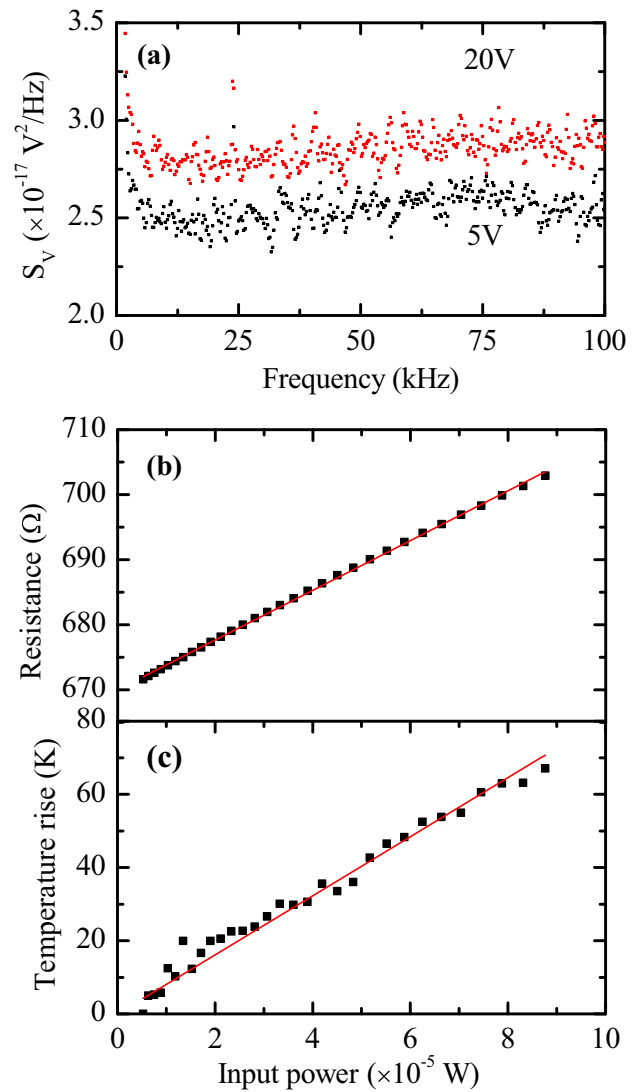 (a)
20V
5V
3.5
3.0
2.5
2.0
S_V (×10^-17 V^2/Hz)
0 25 50 75 100
Frequency (kHz)
(b)
710
700
690
680
670
Resistance (Ω)
(c)
80
60
40
20
0
Temperature rise (K)
0 2 4 6 8 10
Input power (×10^-5 W)